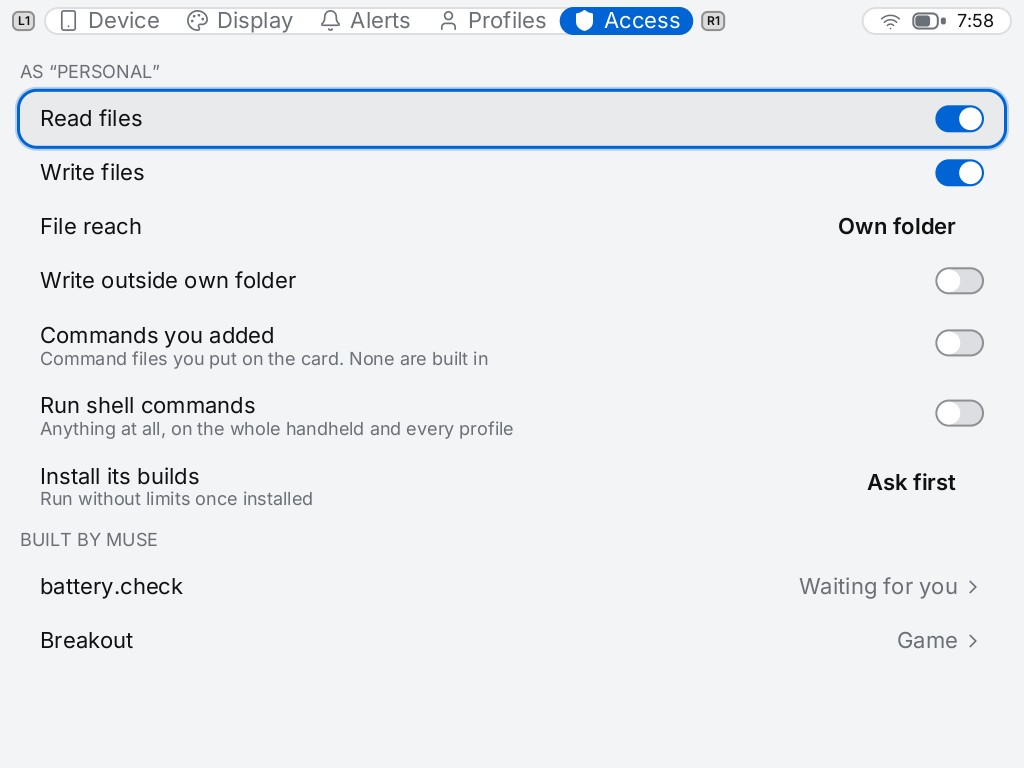 L1 Device Display Alerts Profiles Access R1 7:58
AS “PERSONAL”
Read files
Write files
File reach Own folder
Write outside own folder
Commands you added
Command files you put on the card. None are built in
Run shell commands
Anything at all, on the whole handheld and every profile
Install its builds Ask first
Run without limits once installed
BUILT BY MUSE
battery.check Waiting for you
Breakout Game